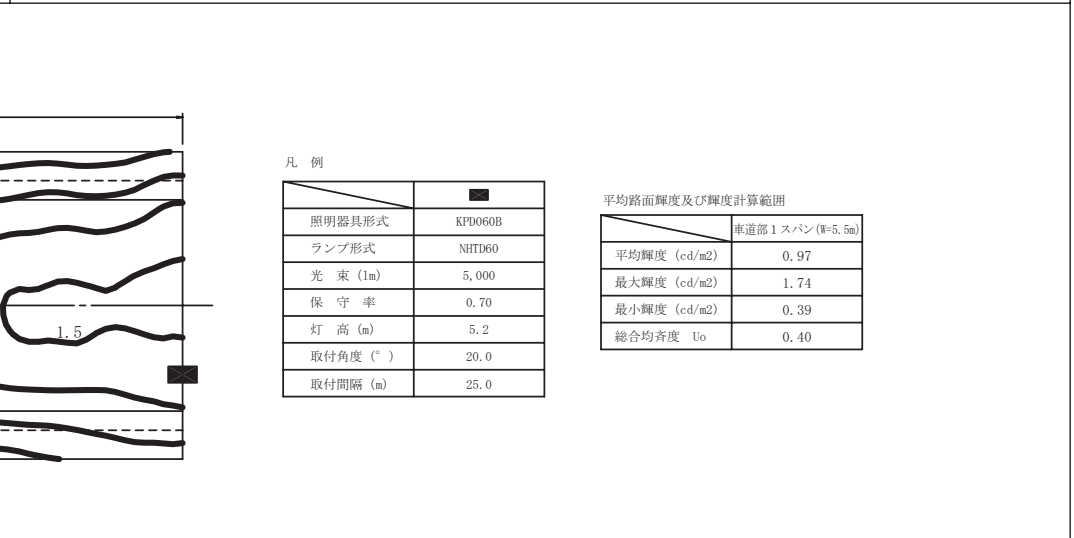 凡　例
照明器具形式 KPD060B
ランプ形式 NHTD60
光　束 (lm) 5,000
保　守　率 0.70
灯　高 (m) 5.2
取付角度 (°) 20.0
取付間隔 (m) 25.0
平均路面輝度及び輝度計算範囲
車道部１スパン(W=5.5m)
平均輝度 (cd/m2) 0.97
最大輝度 (cd/m2) 1.74
最小輝度 (cd/m2) 0.39
総合均斉度　Uo 0.40
1.5